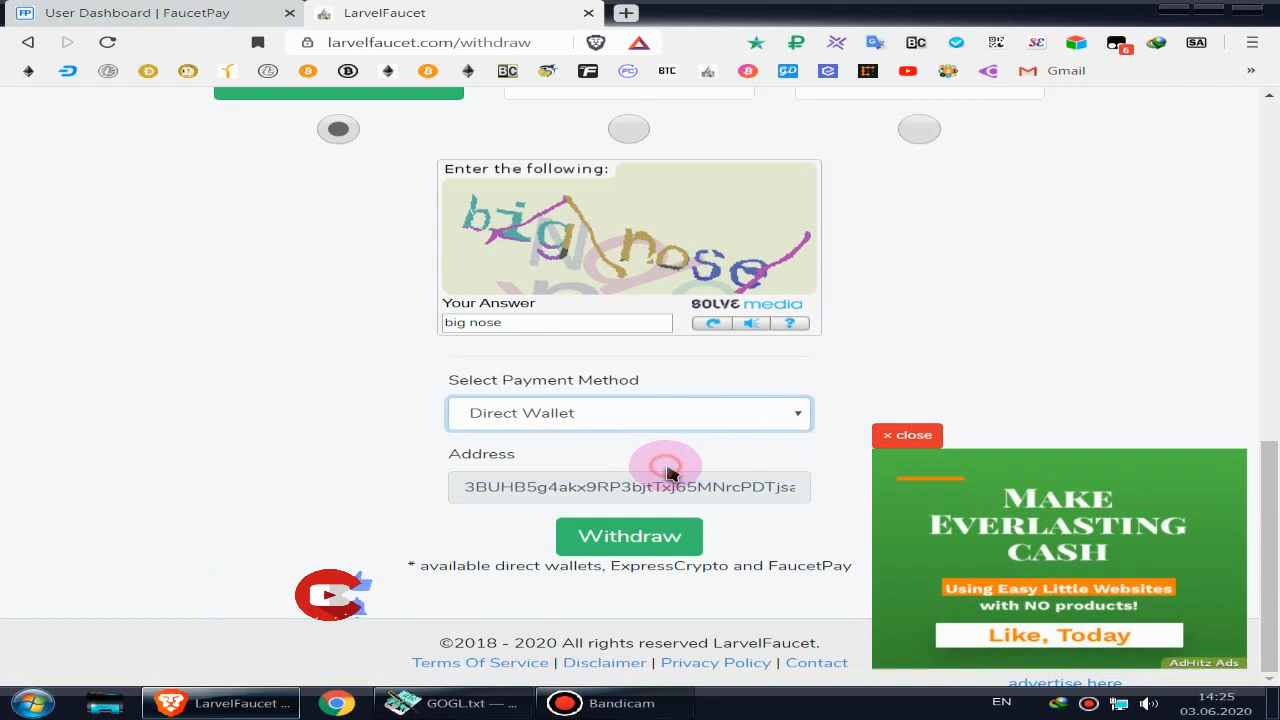 User Dashboard | FaucetPay
LarvelFaucet
larvelfaucet.com/withdraw
6
Gmail
Enter the following:
big nose
Your Answer
SOLVE media
big nose
Select Payment Method
Direct Wallet
Address
3BUHB5g4akx9RP3bjtTxj65MNrcPDTjsa
Withdraw
* available direct wallets, ExpressCrypto and FaucetPay
× close
MAKE
EVERLASTING
CASH
Using Easy Little Websites
with NO products!
Like, Today
AdHitz Ads
advertise here
©2018 - 2020 All rights reserved LarvelFaucet.
Terms Of Service | Disclaimer | Privacy Policy | Contact
LarvelFaucet ...
GOGL.txt — ...
Bandicam
EN
14:25
03.06.2020